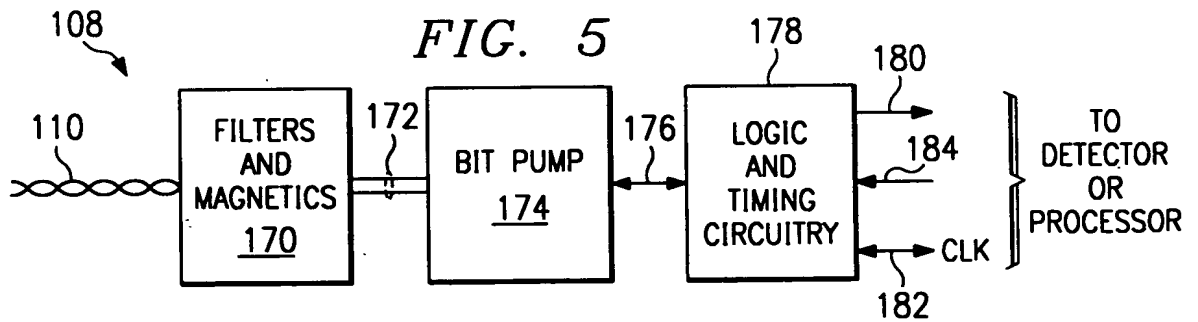 FIG. 5
108
110
FILTERS
AND
MAGNETICS
170
172
BIT PUMP
174
176
178
LOGIC
AND
TIMING
CIRCUITRY
180
184
CLK
182
TO
DETECTOR
OR
PROCESSOR